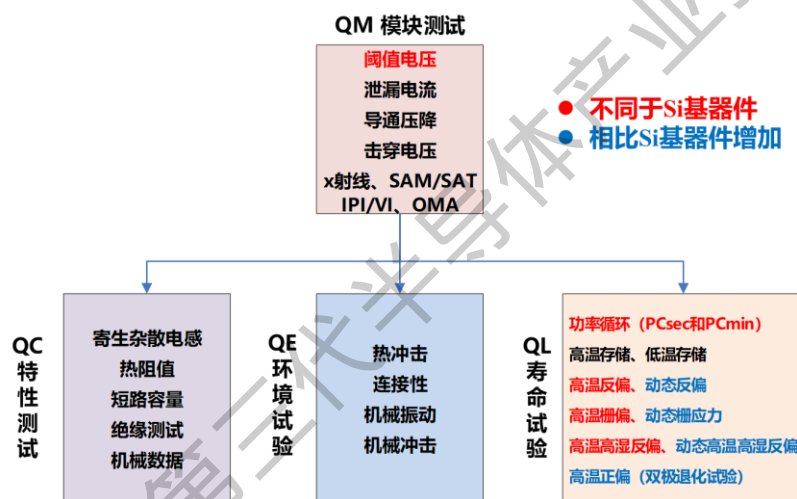 QM 模块测试
阈值电压
泄漏电流
导通压降
击穿电压
x射线、SAM/SAT
IPI/VI、OMA
● 不同于Si基器件
● 相比Si基器件增加
QC
特
性
测
试
寄生杂散电感
热阻值
短路容量
绝缘测试
机械数据
QE
环
境
试
验
热冲击
连接性
机械振动
机械冲击
QL
寿
命
试
验
功率循环（PCsec和PCmin）
高温存储、低温存储
高温反偏、动态反偏
高温栅偏、动态栅应力
高温高湿反偏、动态高温高湿反偏
高温正偏（双极退化试验）
第三代半导体产业